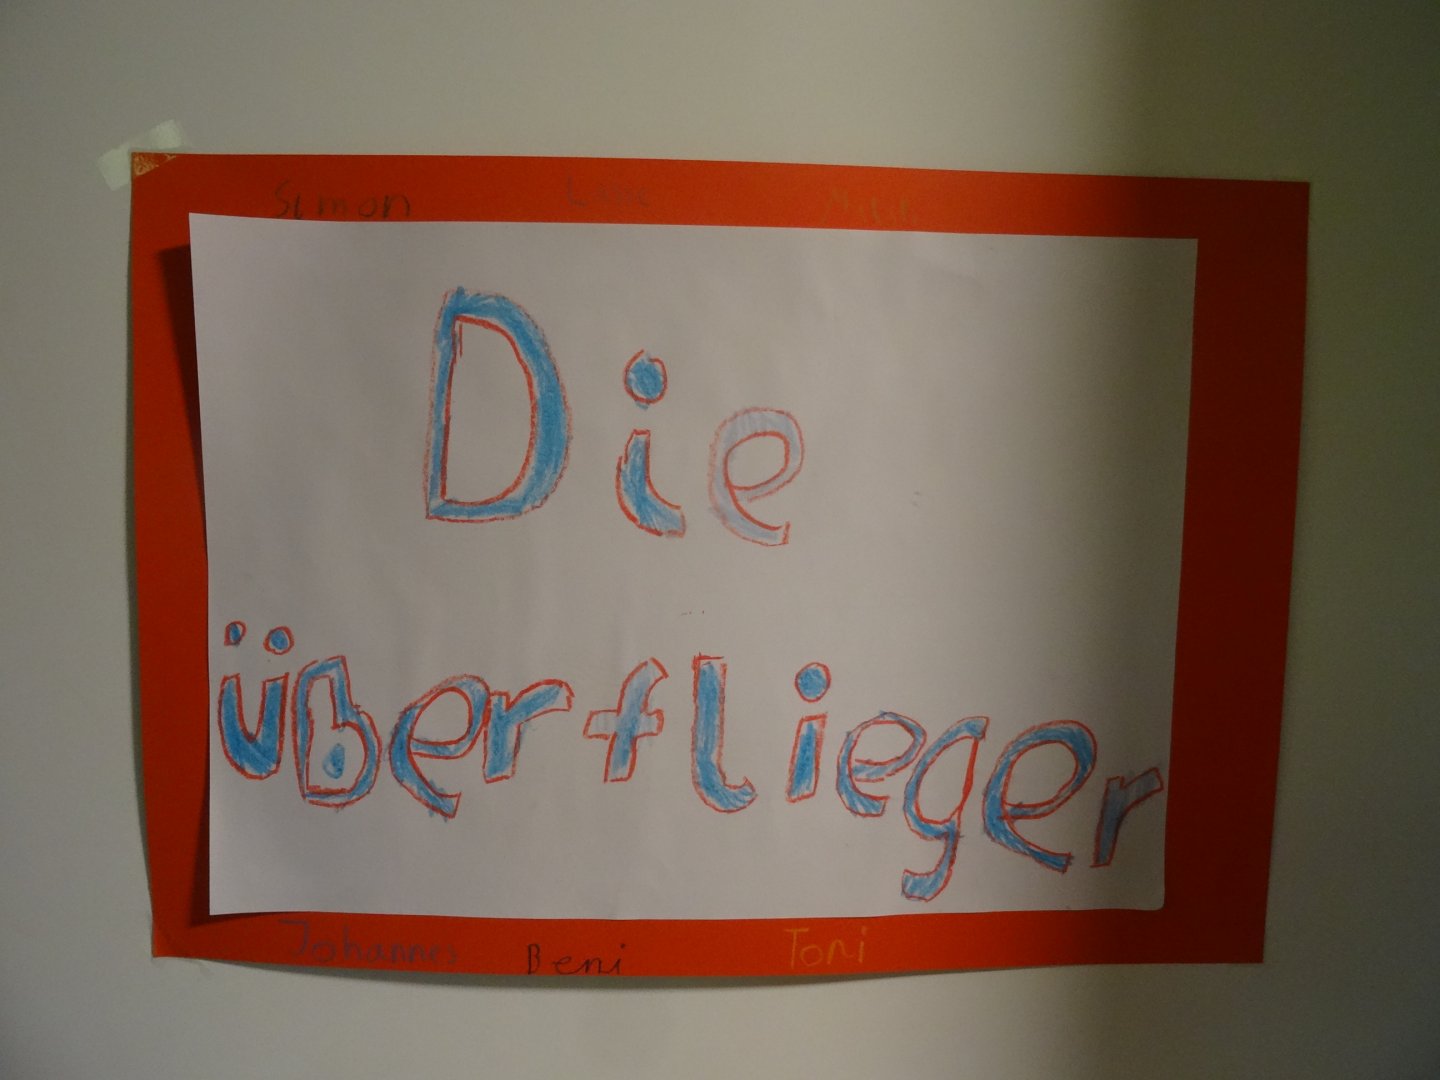 Simon
Die
überflieger
Johannes Beni Toni